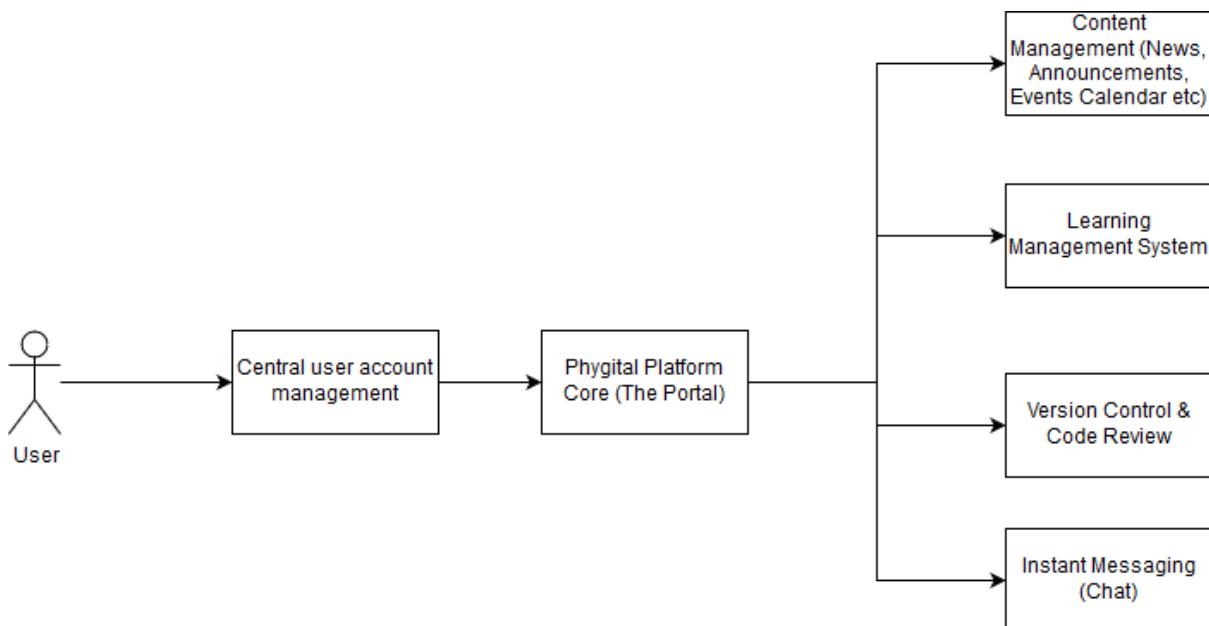 Content
Management (News,
Announcements,
Events Calendar etc)
Learning
Management System
User
Central user account
management
Phygital Platform
Core (The Portal)
Version Control &
Code Review
Instant Messaging
(Chat)